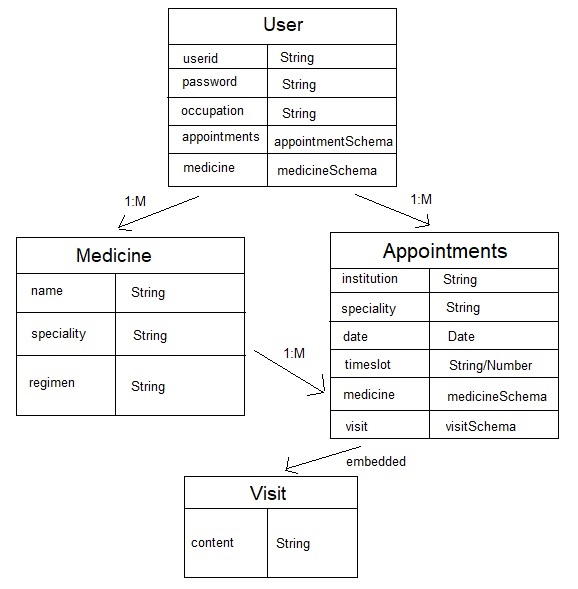 User
userid String
password String
occupation String
appointments appointmentSchema
medicine medicineSchema
1:M 1:M
Medicine
name String
speciality String
regimen String
Appointments
institution String
speciality String
date Date
timeslot String/Number
medicine medicineSchema
visit visitSchema
1:M
embedded
Visit
content String